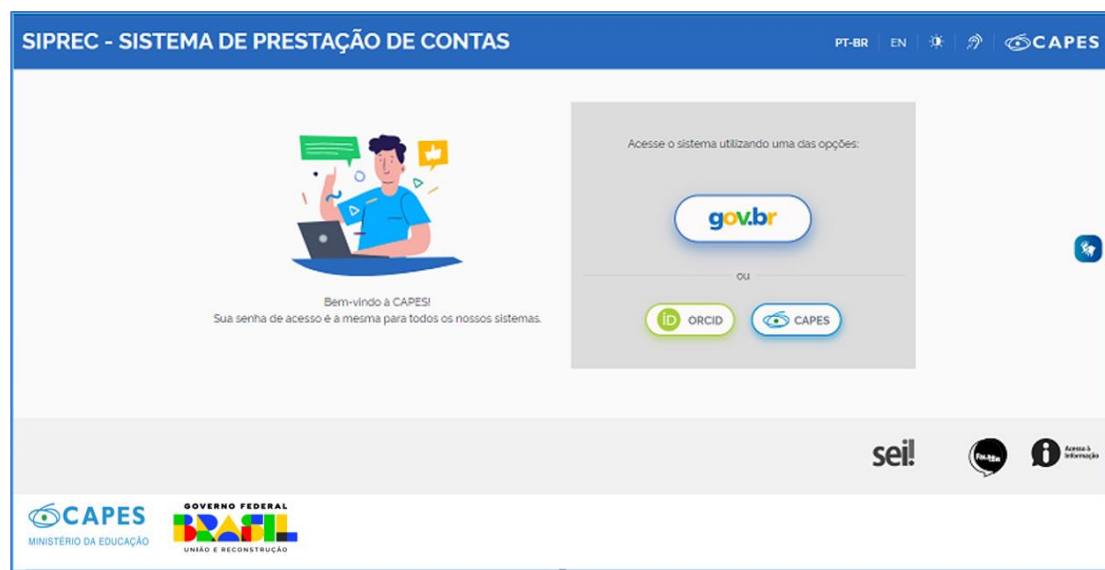 SIPREC - SISTEMA DE PRESTAÇÃO DE CONTAS
PT-BR EN CAPES
Acesse o sistema utilizando uma das opções:
gov.br
ou
iD ORCID CAPES
Bem-vindo à CAPES!
Sua senha de acesso é a mesma para todos os nossos sistemas.
sei!
Acesso à
Informação
CAPES
MINISTÉRIO DA EDUCAÇÃO
GOVERNO FEDERAL
BRASIL
UNIÃO E RECONSTRUÇÃO